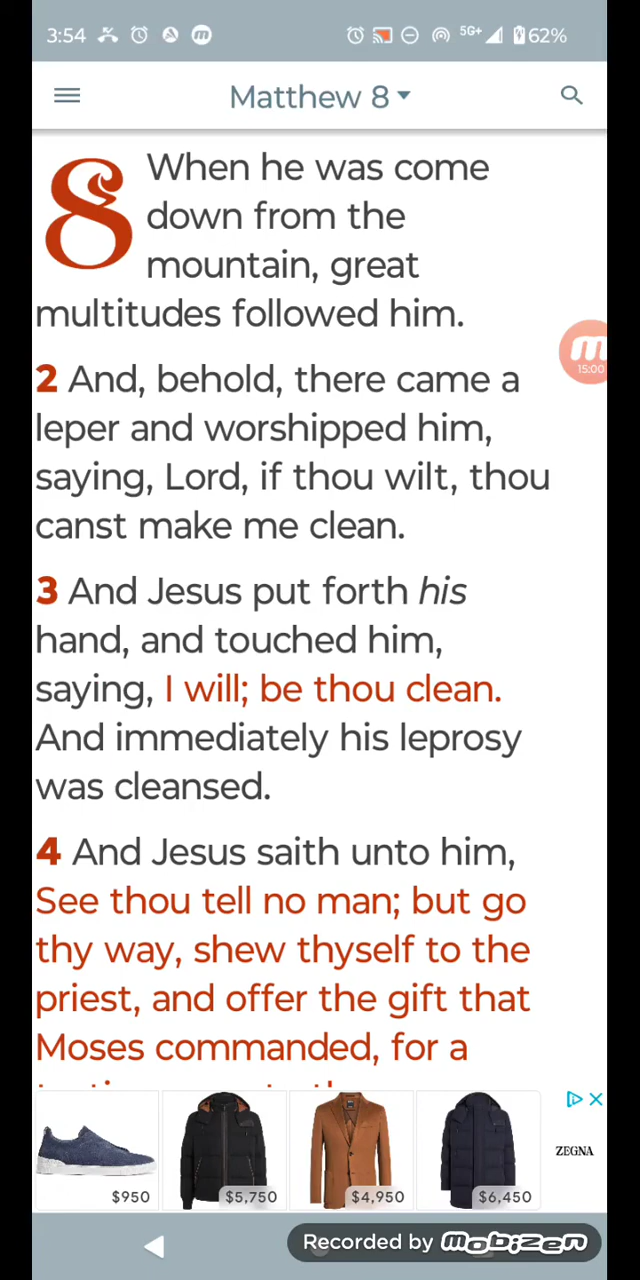 3:54
5G+
62%
Matthew 8
8 When he was come
down from the
mountain, great
multitudes followed him.
2 And, behold, there came a
leper and worshipped him,
saying, Lord, if thou wilt, thou
canst make me clean.
3 And Jesus put forth his
hand, and touched him,
saying, I will; be thou clean.
And immediately his leprosy
was cleansed.
4 And Jesus saith unto him,
See thou tell no man; but go
thy way, shew thyself to the
priest, and offer the gift that
Moses commanded, for a
m
15:00
$950
$5,750
$4,950
$6,450
ZEGNA
Recorded by mobizen